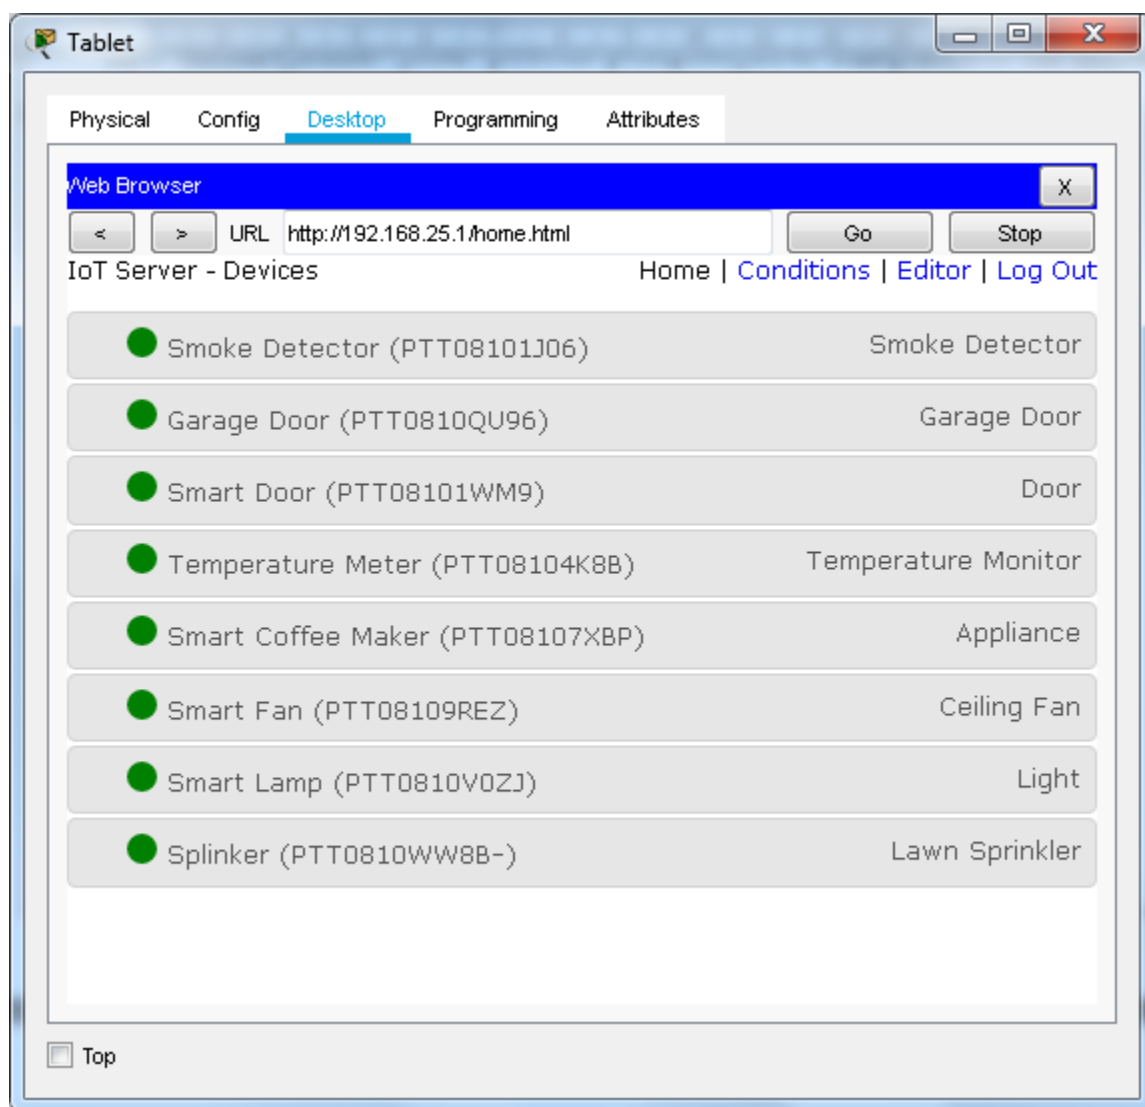 Tablet
Physical Config Desktop Programming Attributes
Web Browser X
< > URL http://192.168.25.1/home.html Go Stop
IoT Server - Devices Home | Conditions | Editor | Log Out
Smoke Detector (PTT08101J06) Smoke Detector
Garage Door (PTT0810QU96) Garage Door
Smart Door (PTT08101WM9) Door
Temperature Meter (PTT08104K8B) Temperature Monitor
Smart Coffee Maker (PTT08107XBP) Appliance
Smart Fan (PTT08109REZ) Ceiling Fan
Smart Lamp (PTT0810V0ZJ) Light
Splinker (PTT0810WW8B-) Lawn Sprinkler
Top